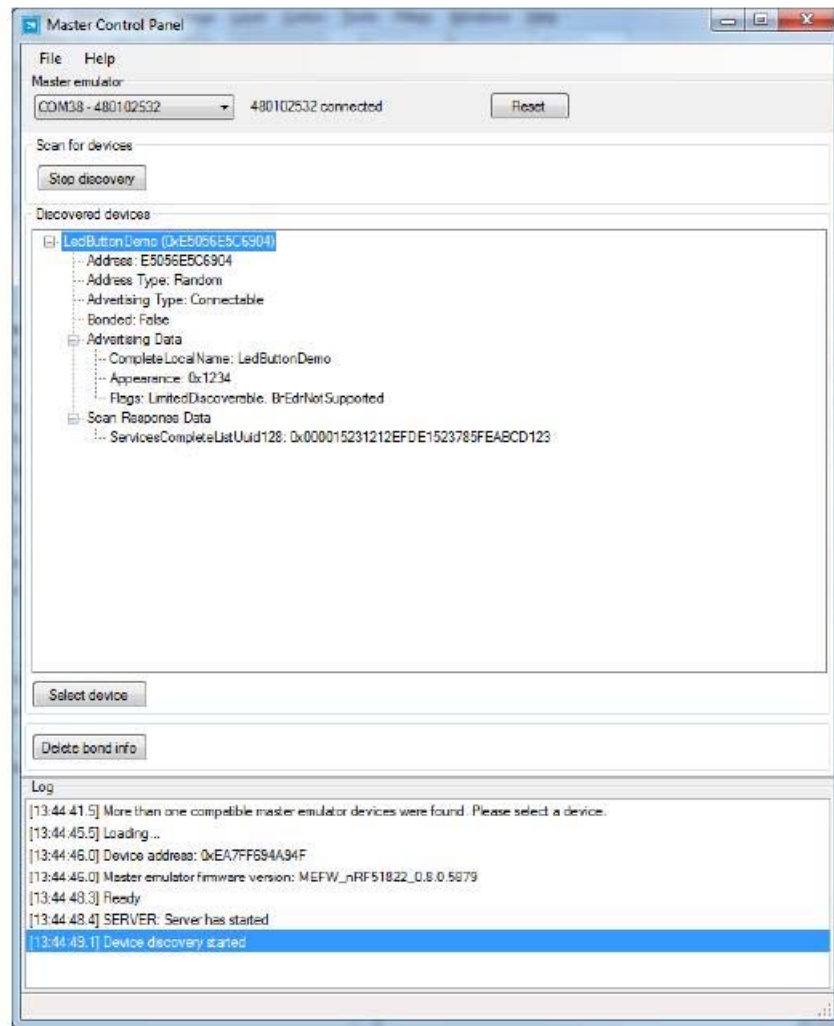 Master Control Panel
File Help
Master emulator
COM38 - 480102532 480102532 connected Reset
Scan for devices
Stop discovery
Discovered devices
LedButtonDemo (0xE5056E5C6904)
Address: E5056E5C6904
Address Type: Random
Advertising Type: Connectable
Bonded: False
Advertising Data
CompleteLocalName: LedButtonDemo
Appearance: 0x1234
Flags: LimitedDiscoverable, BrEdrNotSupported
Scan Response Data
ServicesCompleteListUuid128: 0x000015231212EFDE1523785FEABCD123
Select device
Delete bond info
Log
[13:44:41.5] More than one compatible master emulator devices were found. Please select a device.
[13:44:45.5] Loading...
[13:44:46.0] Device address: 0xEA7FF694A94F
[13:44:46.0] Master emulator firmware version: MEFW_nRF51822_0.8.0.5879
[13:44:48.3] Ready
[13:44:48.4] SERVER: Server has started
[13:44:49.1] Device discovery started